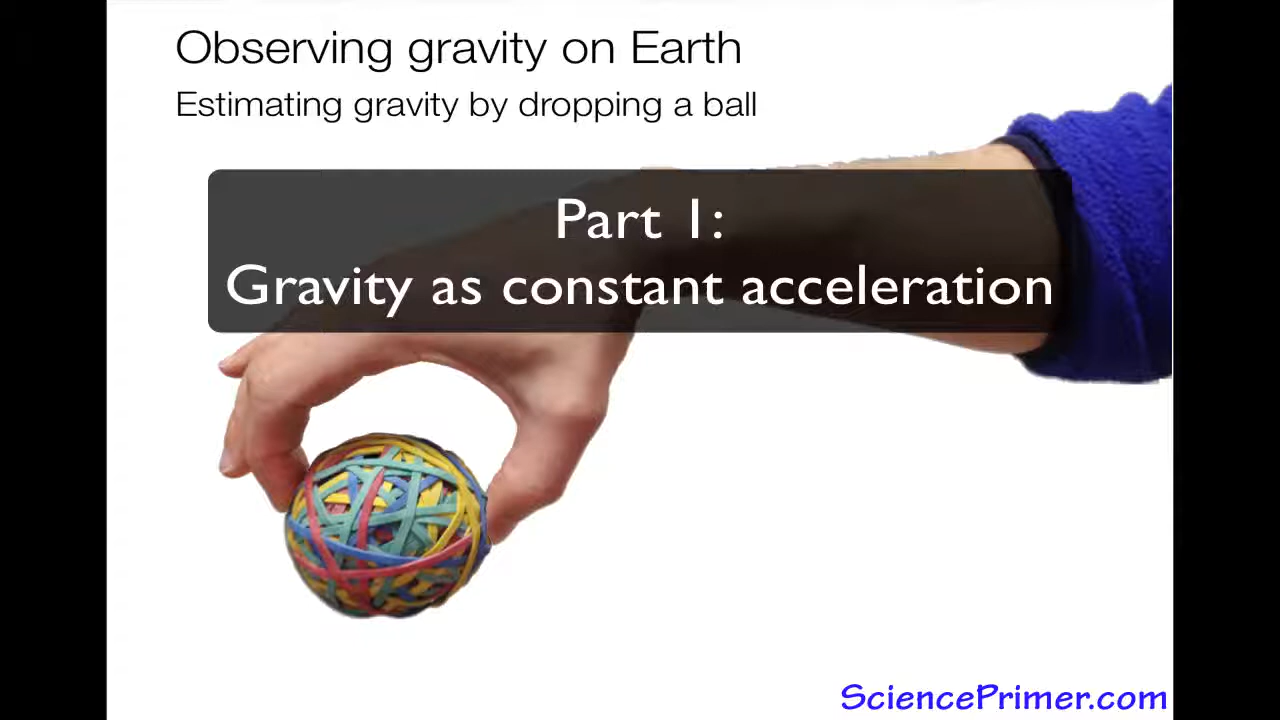 Observing gravity on Earth
Estimating gravity by dropping a ball
Part 1:
Gravity as constant acceleration
SciencePrimer.com